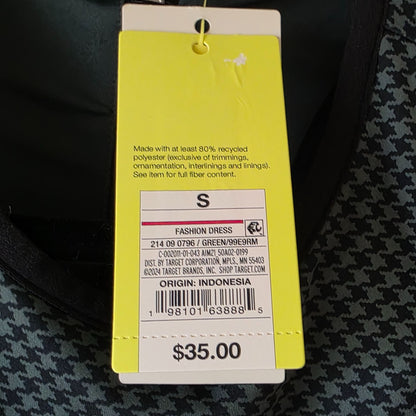 Made with at least 80% recycled
polyester (exclusive of trimmings,
ornamentation, interlinings and linings).
See item for full fiber content.
S
FASHION DRESS
214 09 0796 / GREEN/99E9RM
C-002011-01-043 AIM21 50A02-0199
DIST. BY TARGET CORPORATION, MPLS, MN 55403
©2024 TARGET BRANDS, INC. SHOP TARGET.COM
ORIGIN: INDONESIA
1 98101 63888 5
$35.00